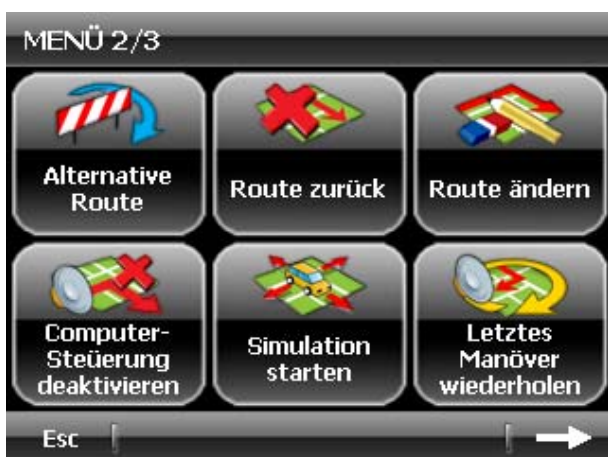 MENÜ 2/3
Alternative
Route
Route zurück
Route ändern
Computer-
Steüerung
deaktivieren
Simulation
starten
Letztes
Manöver
wiederholen
Esc